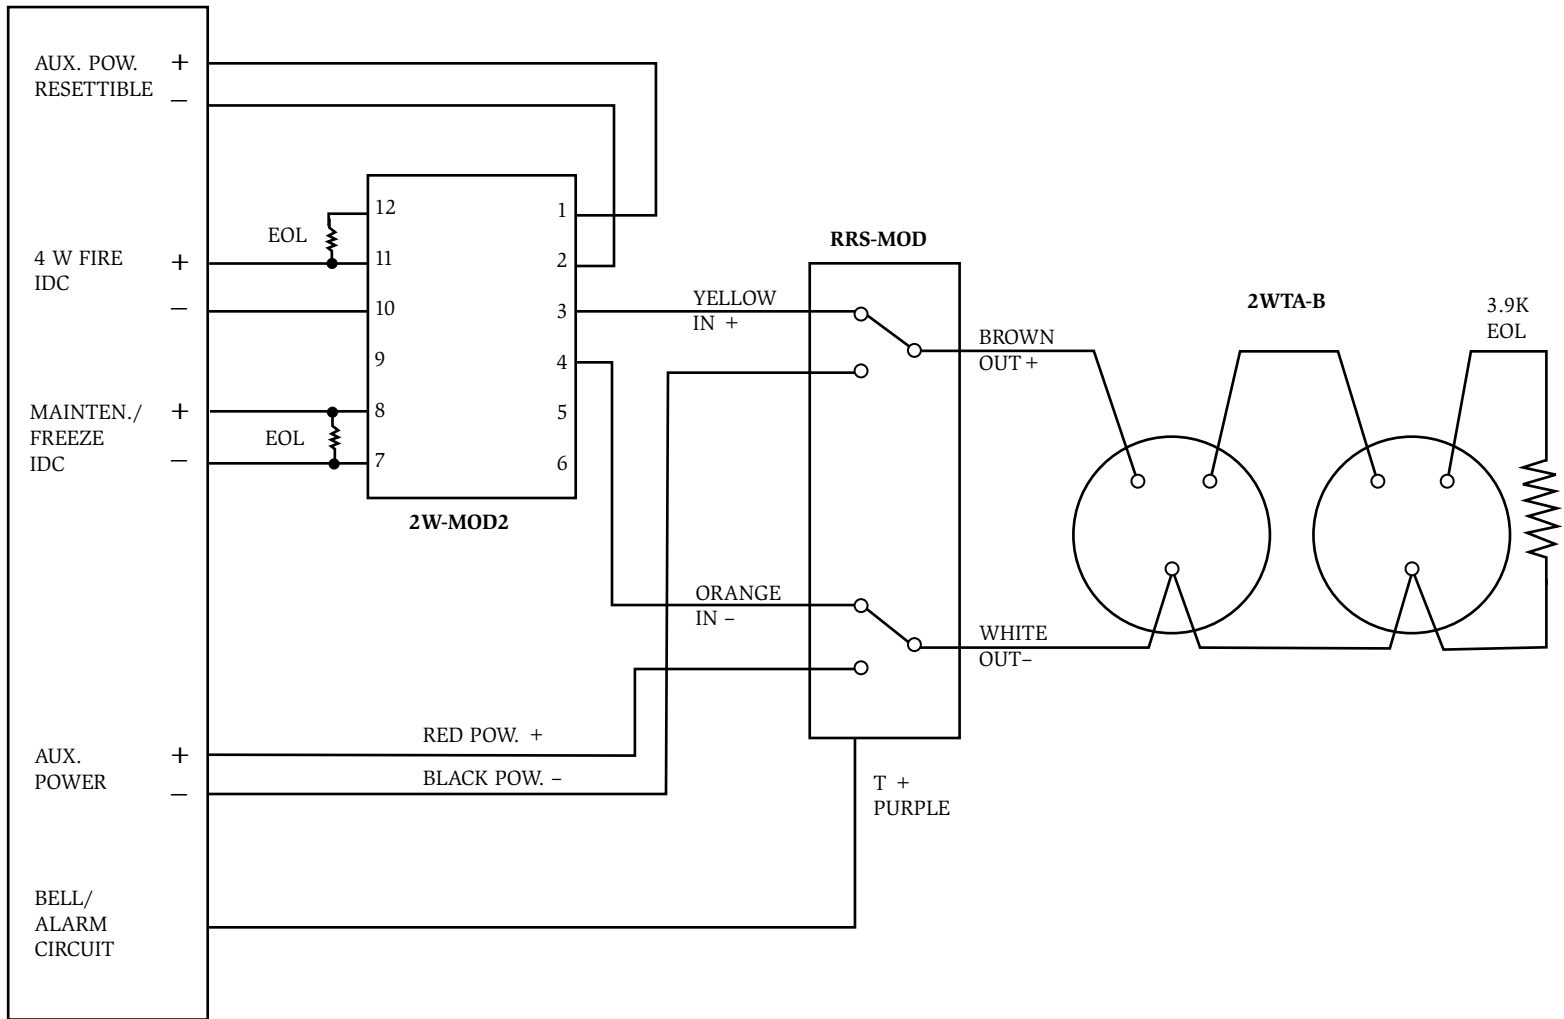 AUX. POW. +
RESETTIBLE −
4 W FIRE +
IDC
−
MAINTEN./ +
FREEZE
IDC −
AUX. +
POWER −
BELL/
ALARM
CIRCUIT
EOL
EOL
12
11
10
9
8
7
1
2
3
4
5
6
2W-MOD2
YELLOW
IN +
ORANGE
IN –
RED POW. +
BLACK POW. –
RRS-MOD
T +
PURPLE
BROWN
OUT +
WHITE
OUT–
2WTA-B
3.9K
EOL